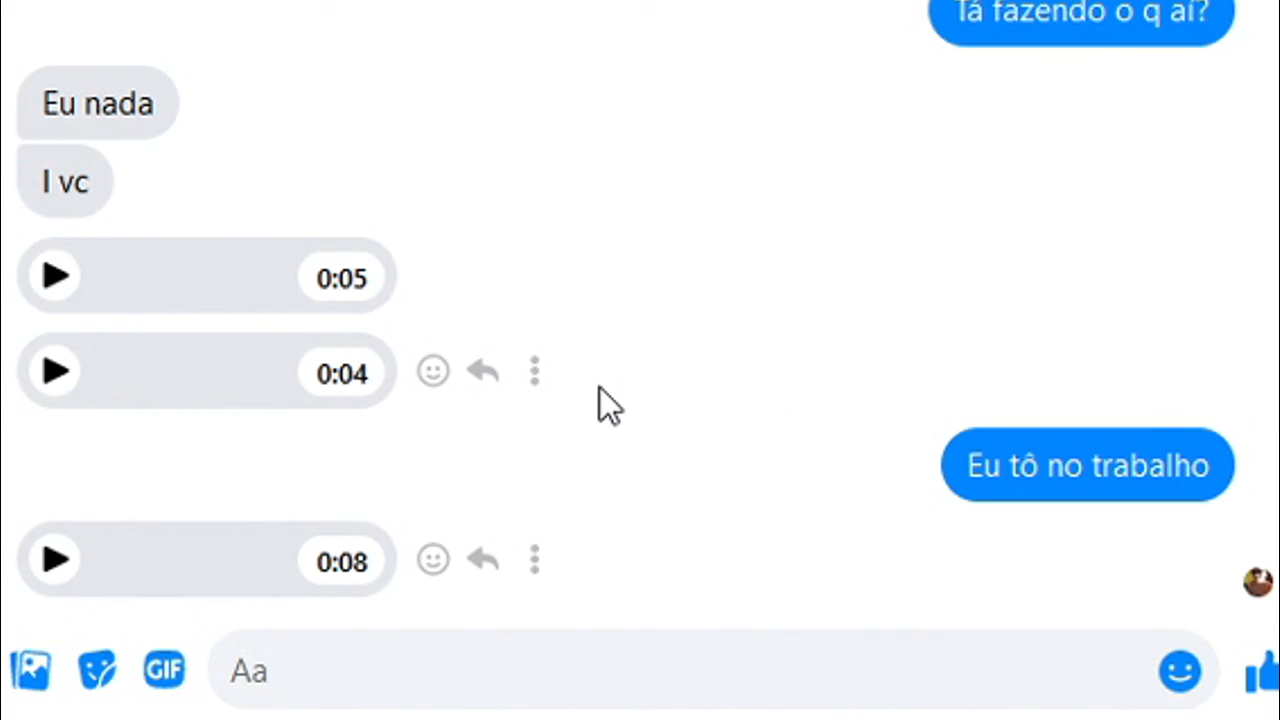 Tá fazendo o q aí?
Eu nada
I vc
0:05
0:04
Eu tô no trabalho
0:08
GIF
Aa